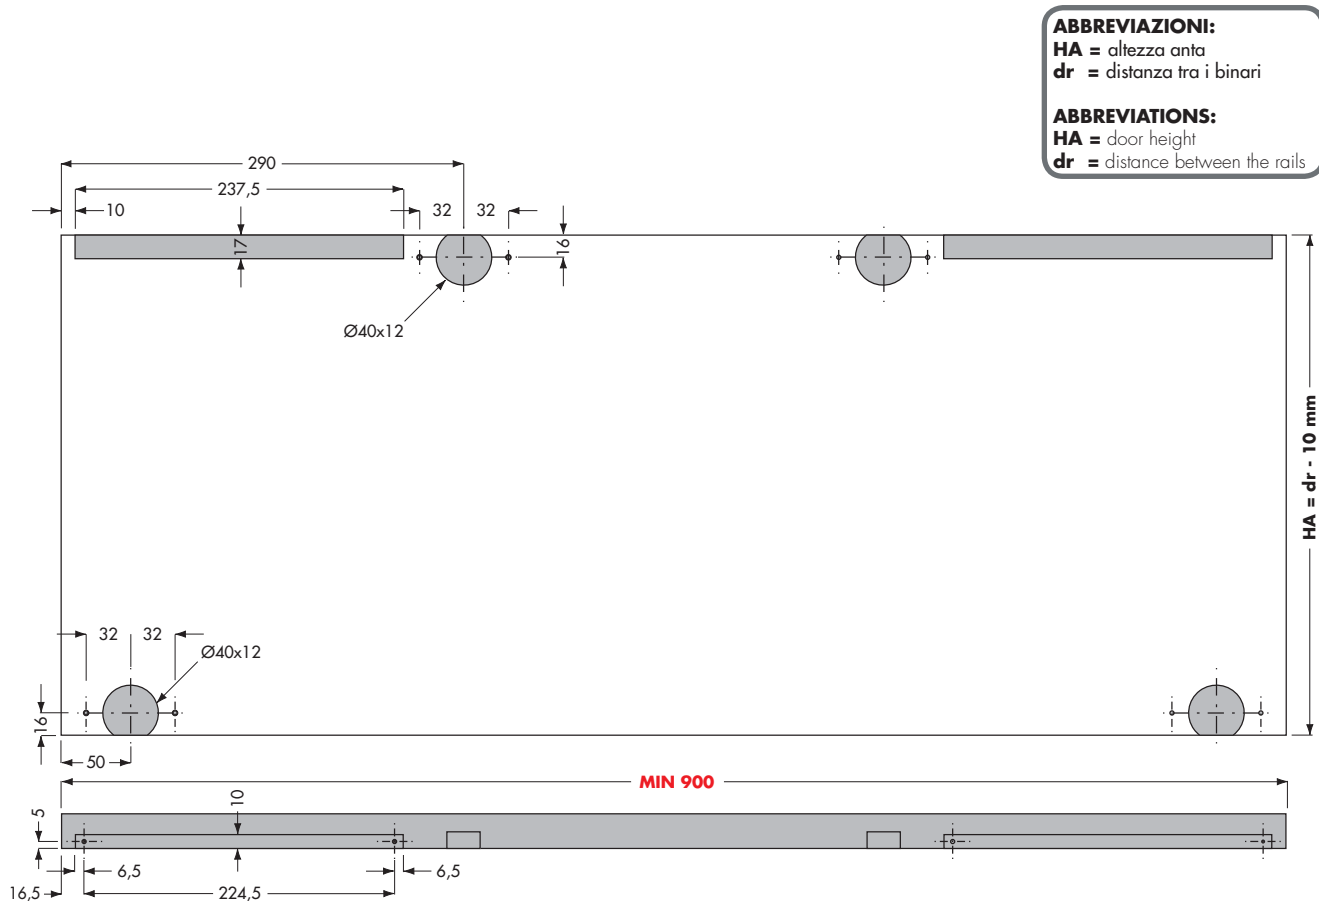 ABBREVIAZIONI:
HA = altezza anta
dr = distanza tra i binari
ABBREVIATIONS:
HA = door height
dr = distance between the rails
290
237,5
10
32 32
17
16
Ø40x12
HA = dr - 10 mm
32 32
Ø40x12
16
50
MIN 900
5
10
6,5
6,5
16,5
224,5